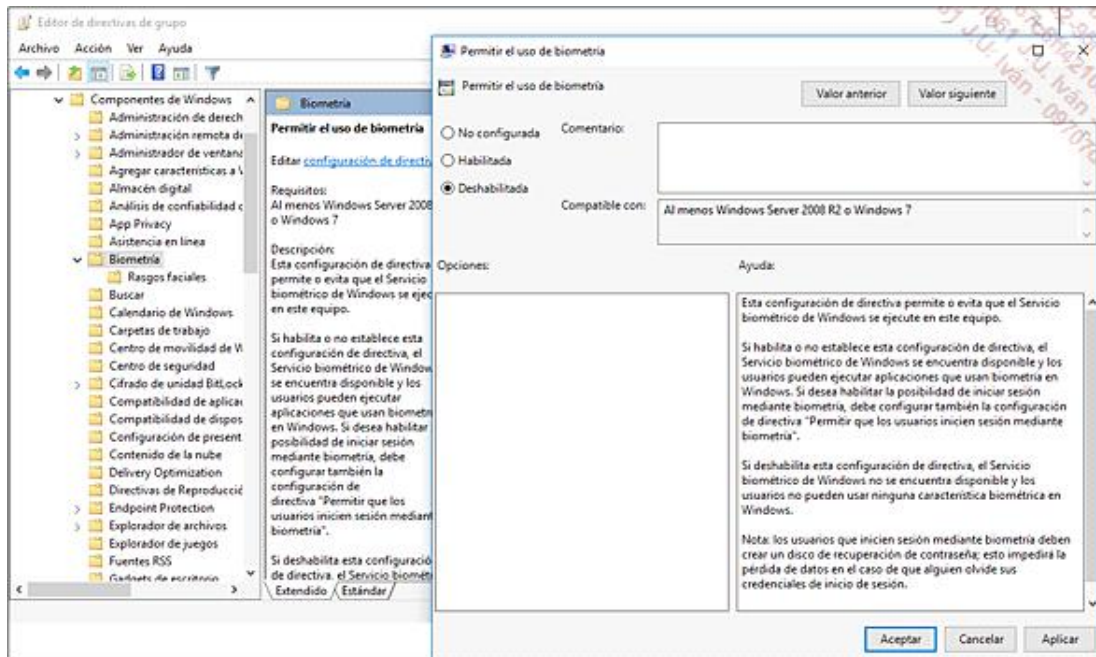 Editor de directivas de grupo
Archivo Acción Ver Ayuda
Componentes de Windows
Administración de derech
Administración remota de
Administrador de ventana
Agregar características a
Almacén digital
Análisis de confiabilidad c
App Privacy
Asistencia en línea
Biometría
Rasgos faciales
Buscar
Calendario de Windows
Carpetas de trabajo
Centro de movilidad de W
Centro de seguridad
Cifrado de unidad BitLock
Compatibilidad de aplicac
Compatibilidad de dispos
Configuración de present
Contenido de la nube
Delivery Optimization
Directivas de Reproducció
Endpoint Protection
Explorador de archivos
Explorador de juegos
Fuentes RSS
Gadgets de escritorio
Biometría
Permitir el uso de biometría
Editar configuración de directiv
Requisitos:
Al menos Windows Server 2008
o Windows 7
Descripción:
Esta configuración de directiva
permite o evita que el Servicio
biométrico de Windows se ejec
en este equipo.
Si habilita o no establece esta
configuración de directiva, el
Servicio biométrico de Window
se encuentra disponible y los
usuarios pueden ejecutar
aplicaciones que usan biometrí
en Windows. Si desea habilitar
posibilidad de iniciar sesión
mediante biometría, debe
configurar también la
configuración de
directiva "Permitir que los
usuarios inicien sesión mediant
biometría".
Si deshabilita esta configuració
de directiva, el Servicio biométr
Extendido Estándar
Permitir el uso de biometría
Permitir el uso de biometría
Valor anterior Valor siguiente
No configurada
Habilitada
Deshabilitada
Comentario:
Compatible con:
Al menos Windows Server 2008 R2 o Windows 7
Opciones:
Ayuda:
Esta configuración de directiva permite o evita que el Servicio
biométrico de Windows se ejecute en este equipo.
Si habilita o no establece esta configuración de directiva, el
Servicio biométrico de Windows se encuentra disponible y los
usuarios pueden ejecutar aplicaciones que usan biometría en
Windows. Si desea habilitar la posibilidad de iniciar sesión
mediante biometría, debe configurar también la configuración
de directiva "Permitir que los usuarios inicien sesión mediante
biometría".
Si deshabilita esta configuración de directiva, el Servicio
biométrico de Windows no se encuentra disponible y los
usuarios no pueden usar ninguna característica biométrica en
Windows.
Nota: los usuarios que inicien sesión mediante biometría deben
crear un disco de recuperación de contraseña; esto impedirá la
pérdida de datos en el caso de que alguien olvide sus
credenciales de inicio de sesión.
Aceptar Cancelar Aplicar
J.U. Iván